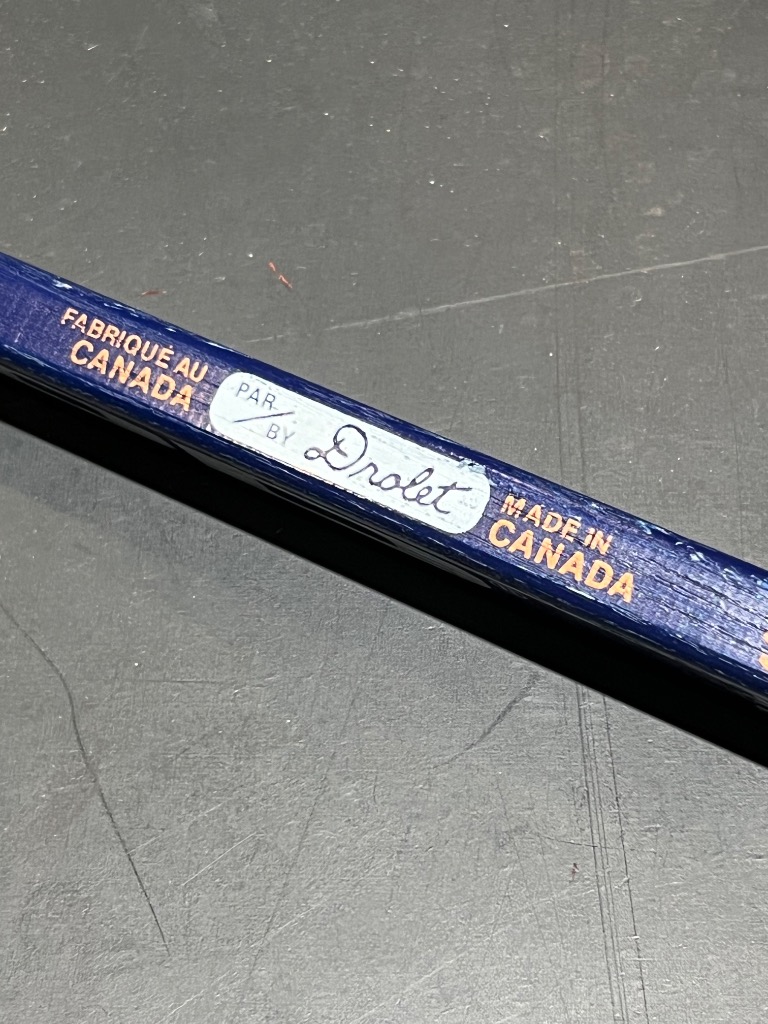 FABRIQUÉ AU
CANADA
PAR
/
BY
Drolet
MADE IN
CANADA